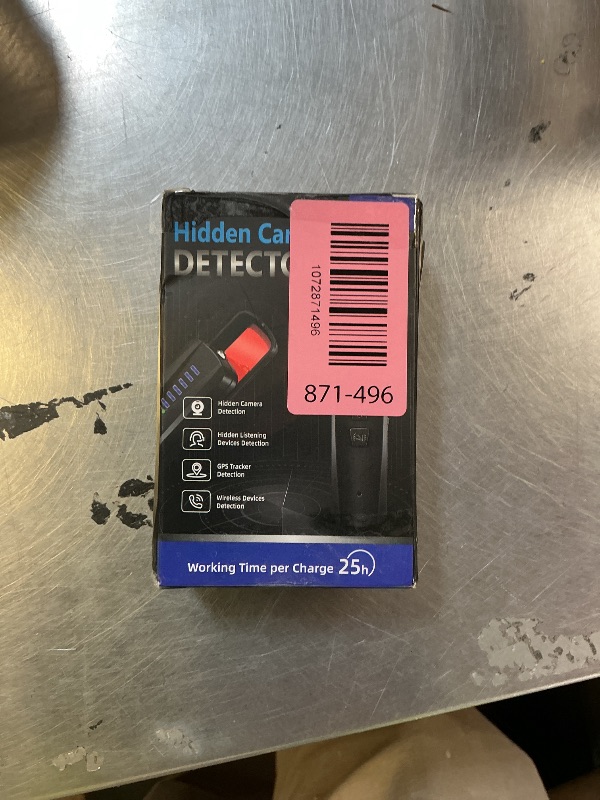 Hidden Car
DETECTO
1072871496
871-496
Hidden Camera
Detection
Hidden Listening
Devices Detection
GPS Tracker
Detection
Wireless Devices
Detection
Working Time per Charge 25h